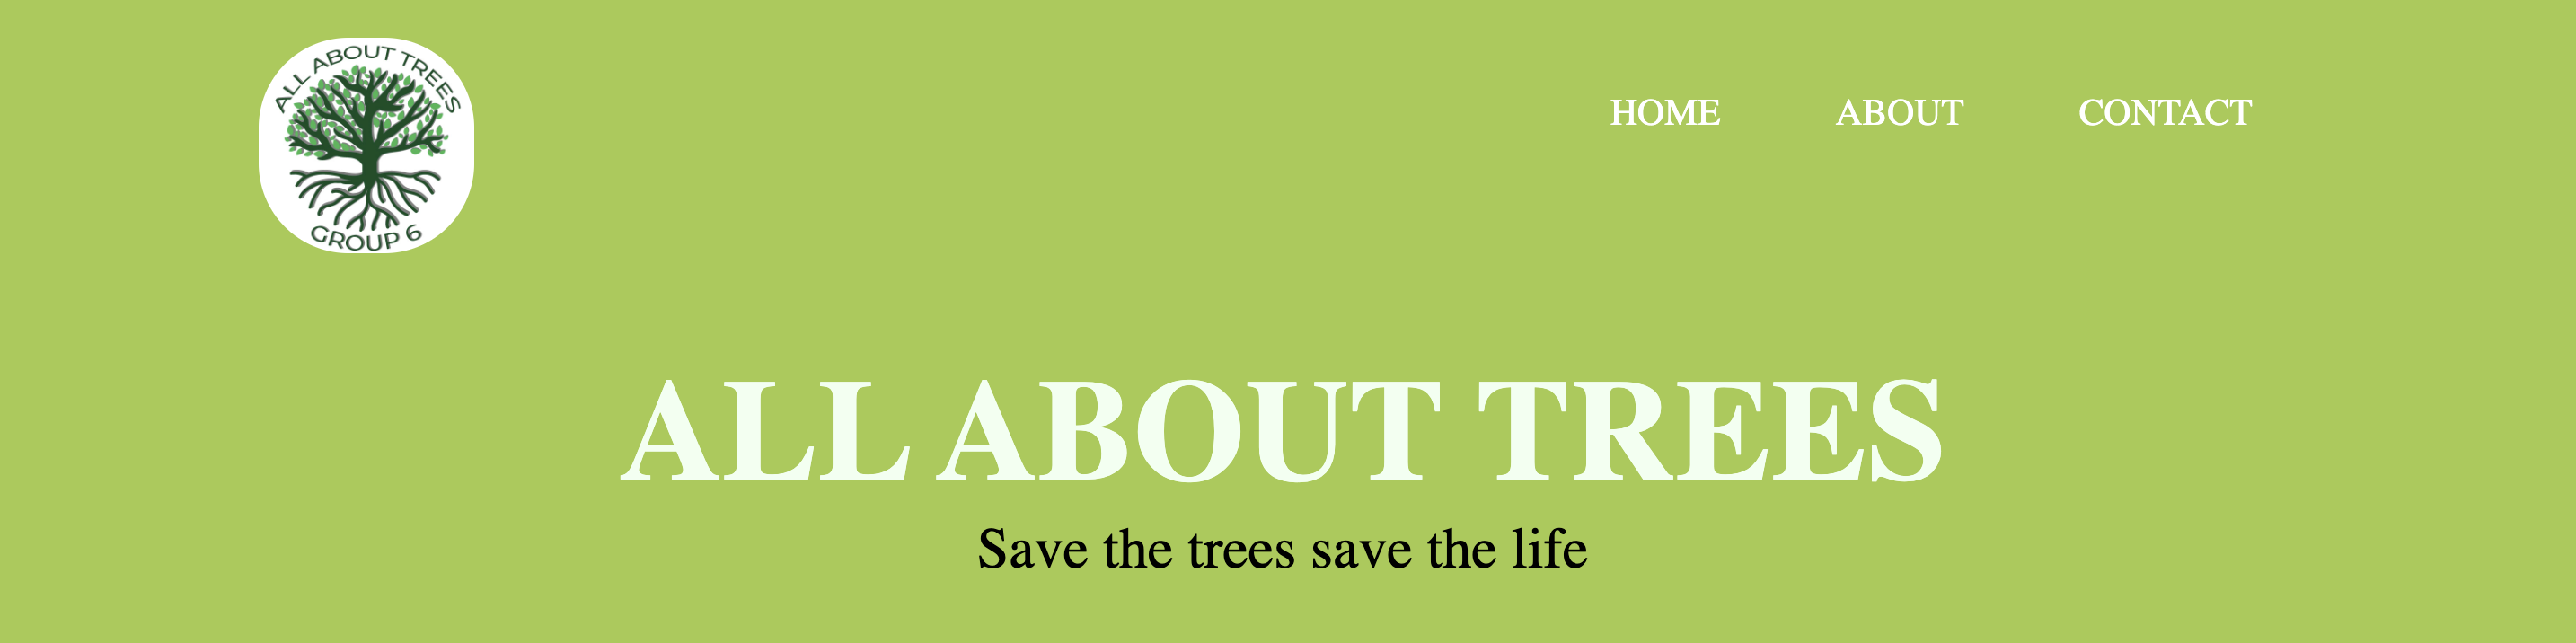 ALL ABOUT TREES
GROUP 6
HOME ABOUT CONTACT
ALL ABOUT TREES
Save the trees save the life